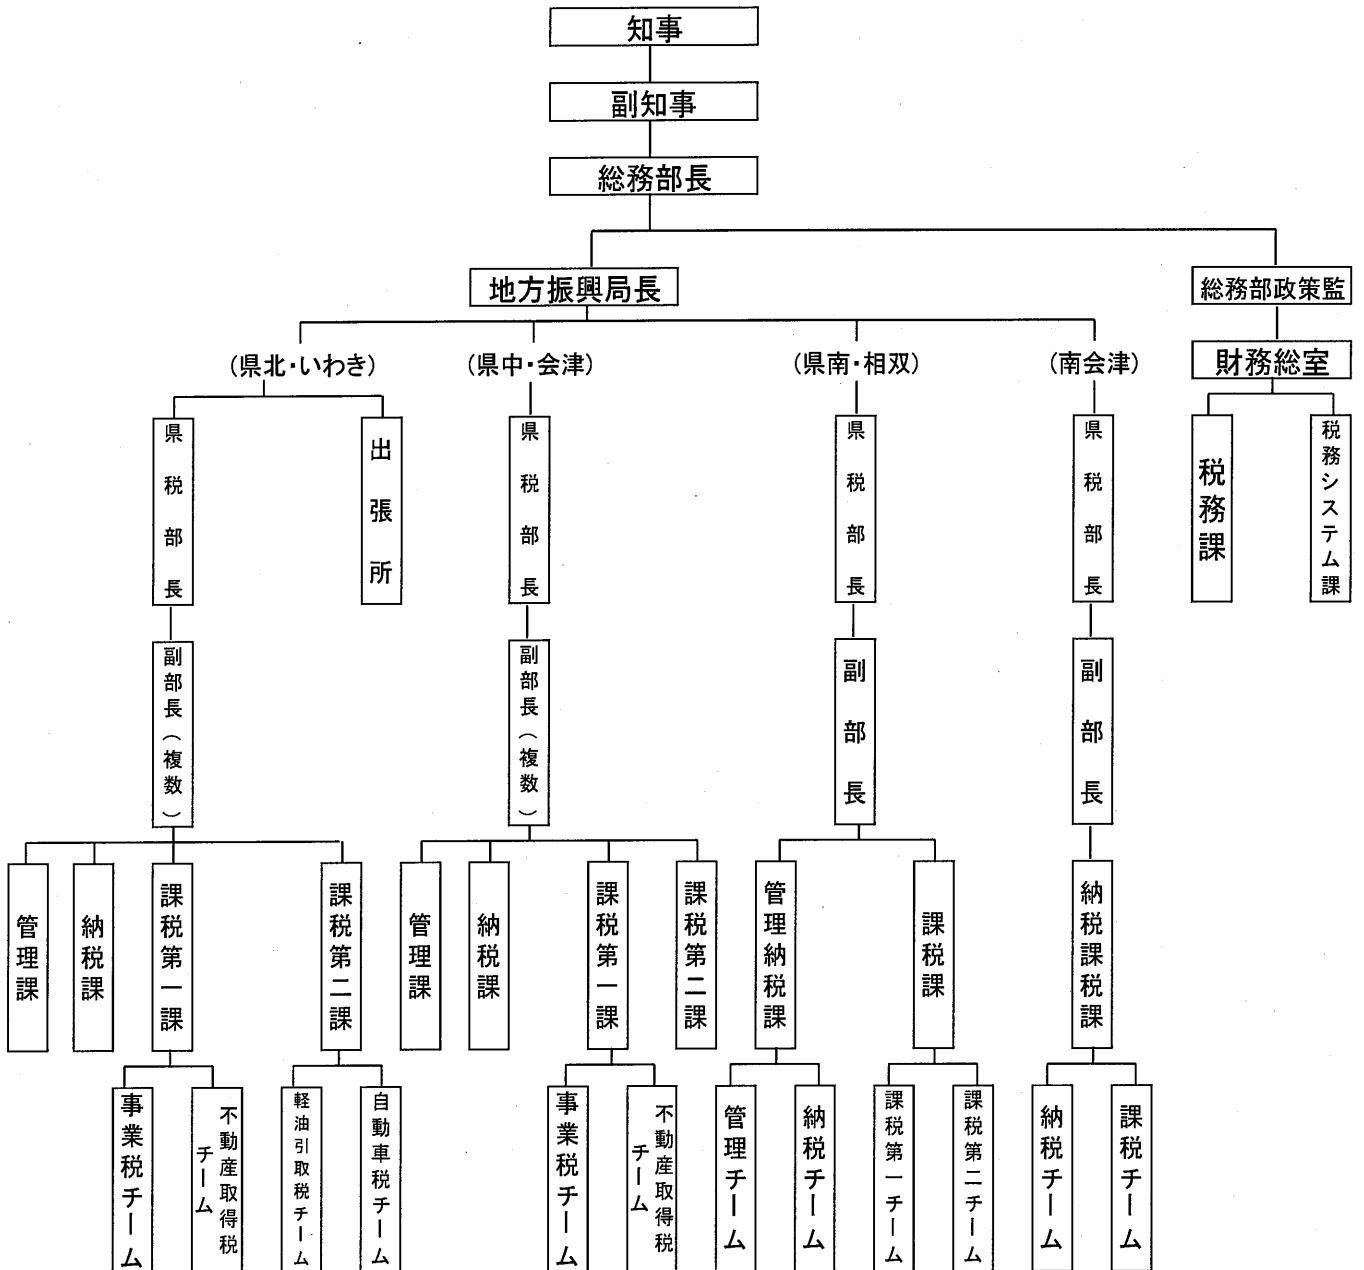 知事
副知事
総務部長
地方振興局長
総務部政策監
(県北・いわき)
(県中・会津)
(県南・相双)
(南会津)
財務総室
県税部長
出張所
県税部長
県税部長
県税部長
税務課
税務システム課
副部長(複数)
副部長(複数)
副部長
副部長
管理課
納税課
課税第一課
課税第二課
管理課
納税課
課税第一課
課税第二課
管理納税課
課税課
納税課税課
事業税チーム
不動産取得税
チーム
軽油引取税チーム
自動車税チーム
事業税チーム
不動産取得税
チーム
管理チーム
納税チーム
課税第一チーム
課税第二チーム
納税チーム
課税チーム